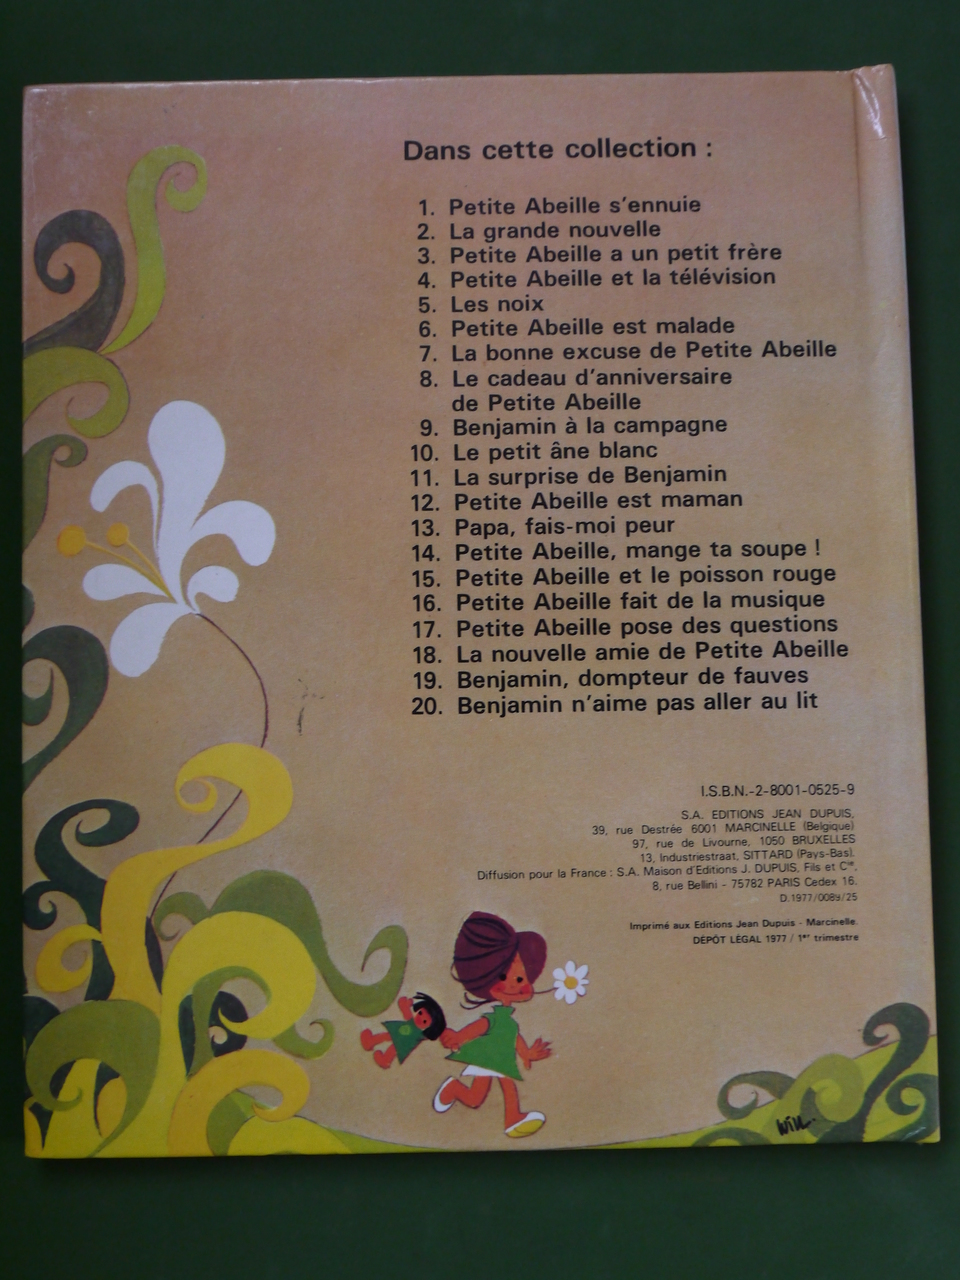 Dans cette collection :
1. Petite Abeille s'ennuie
2. La grande nouvelle
3. Petite Abeille a un petit frère
4. Petite Abeille et la télévision
5. Les noix
6. Petite Abeille est malade
7. La bonne excuse de Petite Abeille
8. Le cadeau d'anniversaire
de Petite Abeille
9. Benjamin à la campagne
10. Le petit âne blanc
11. La surprise de Benjamin
12. Petite Abeille est maman
13. Papa, fais-moi peur
14. Petite Abeille, mange ta soupe !
15. Petite Abeille et le poisson rouge
16. Petite Abeille fait de la musique
17. Petite Abeille pose des questions
18. La nouvelle amie de Petite Abeille
19. Benjamin, dompteur de fauves
20. Benjamin n'aime pas aller au lit
I.S.B.N.-2-8001-0525-9
S.A. EDITIONS JEAN DUPUIS,
39, rue Destrée 6001 MARCINELLE (Belgique)
97, rue de Livourne, 1050 BRUXELLES
13, Industriestraat, SITTARD (Pays-Bas).
Diffusion pour la France : S.A. Maison d'Editions J. DUPUIS, Fils et Cie,
8, rue Bellini - 75782 PARIS Cedex 16.
D.1977/0089/25
Imprimé aux Editions Jean Dupuis - Marcinelle.
DÉPÔT LÉGAL 1977 / 1er trimestre
Will.